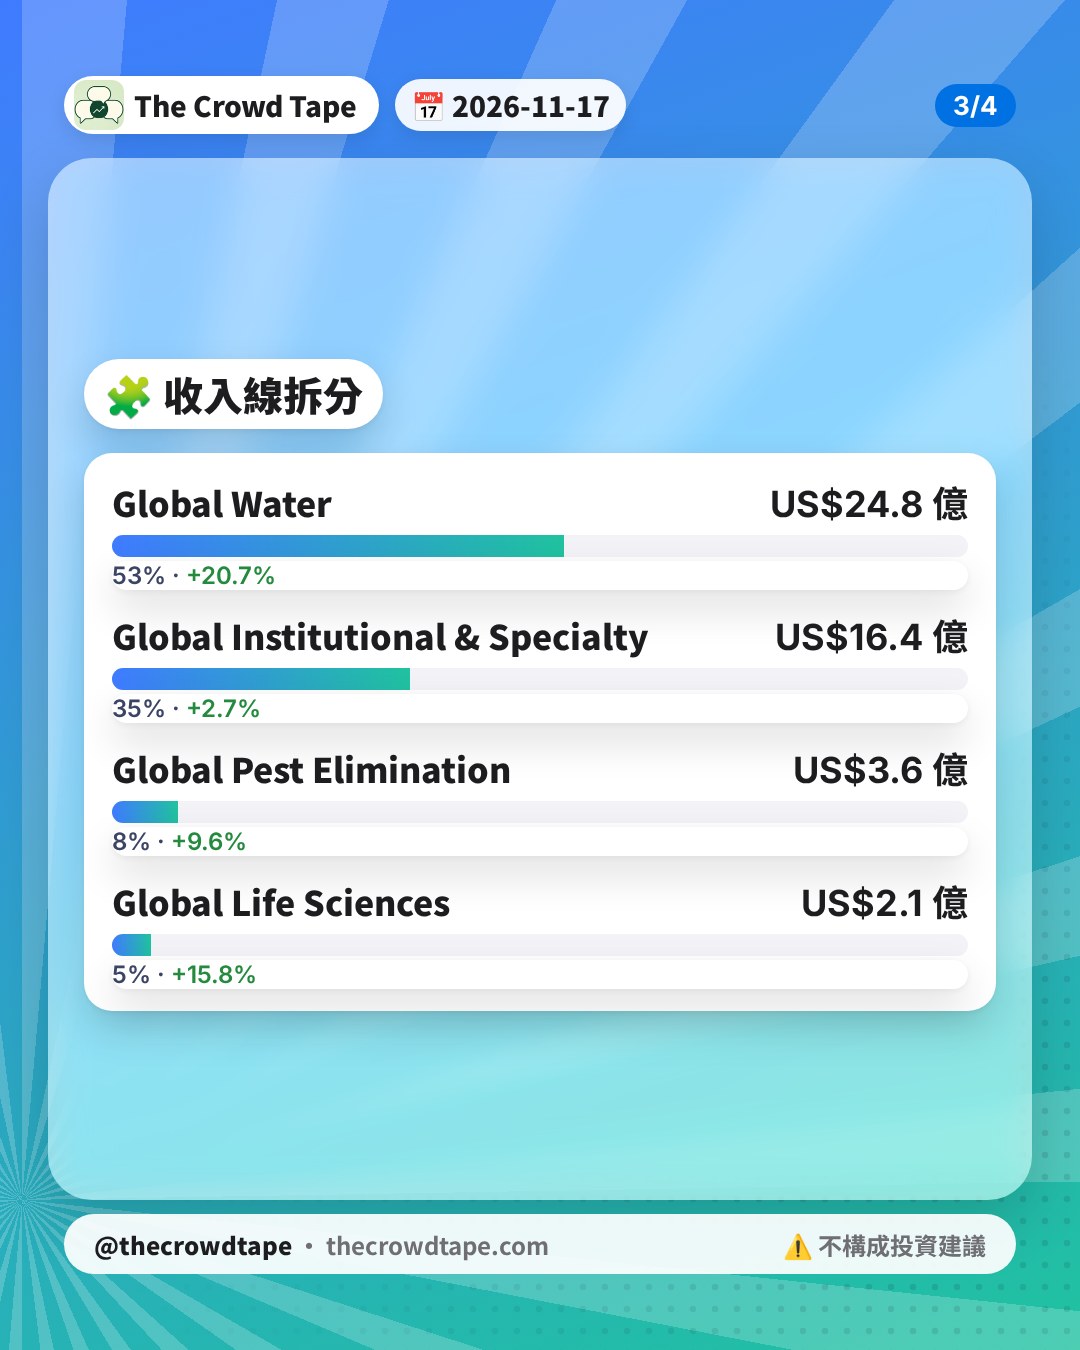 The Crowd Tape
📅 2026-11-17
3/4
🧩 收入線拆分
Global Water US$24.8 億
53% · +20.7%
Global Institutional & Specialty US$16.4 億
35% · +2.7%
Global Pest Elimination US$3.6 億
8% · +9.6%
Global Life Sciences US$2.1 億
5% · +15.8%
@thecrowdtape · thecrowdtape.com ⚠️ 不構成投資建議